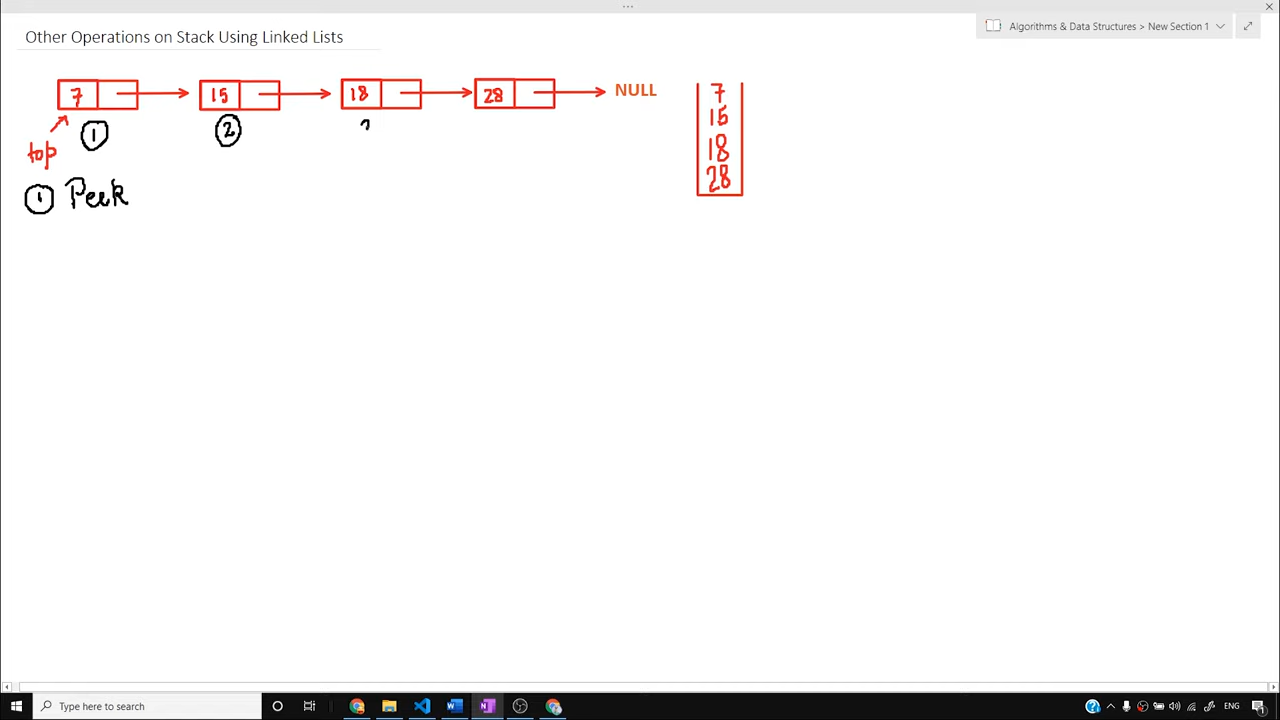 Other Operations on Stack Using Linked Lists
Algorithms & Data Structures > New Section 1
7 15 18 28 NULL
7
15
18
28
1 2
top
1 Peek
Type here to search
ENG